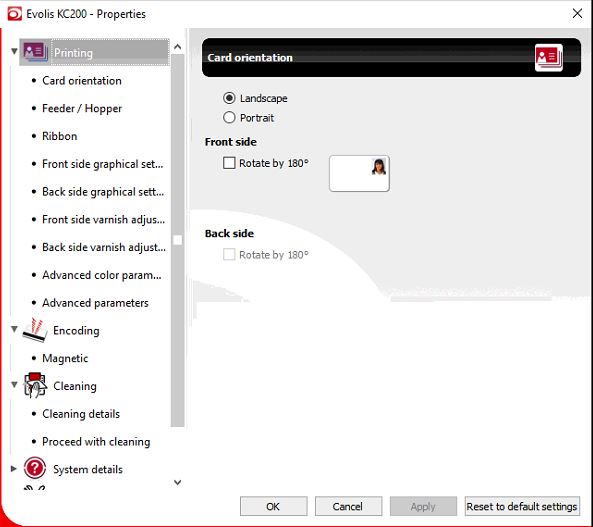 Evolis KC200 - Properties
Printing
Card orientation
Feeder / Hopper
Ribbon
Front side graphical set...
Back side graphical sett...
Front side varnish adjus...
Back side varnish adjust...
Advanced color param...
Advanced parameters
Encoding
Magnetic
Cleaning
Cleaning details
Proceed with cleaning
System details
Card orientation
Landscape
Portrait
Front side
Rotate by 180°
Back side
Rotate by 180°
OK
Cancel
Apply
Reset to default settings